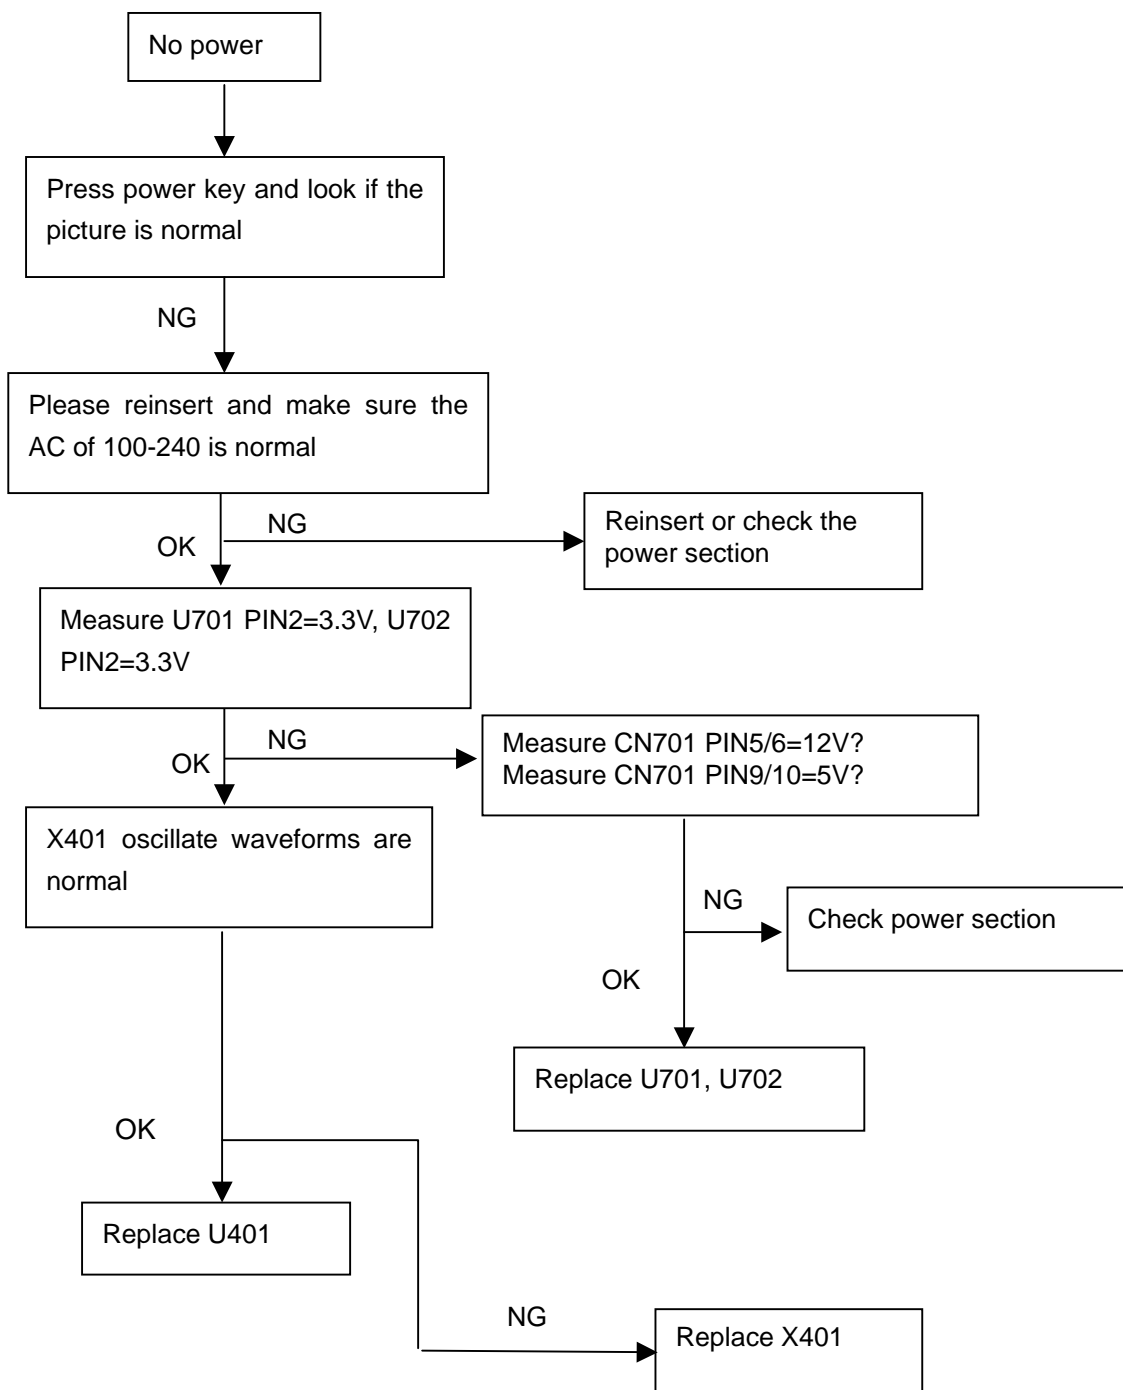 No power
Press power key and look if the
picture is normal
NG
Please reinsert and make sure the
AC of 100-240 is normal
NG
OK
Reinsert or check the
power section
Measure U701 PIN2=3.3V, U702
PIN2=3.3V
NG
OK
Measure CN701 PIN5/6=12V?
Measure CN701 PIN9/10=5V?
X401 oscillate waveforms are
normal
NG
Check power section
OK
Replace U701, U702
OK
Replace U401
NG
Replace X401